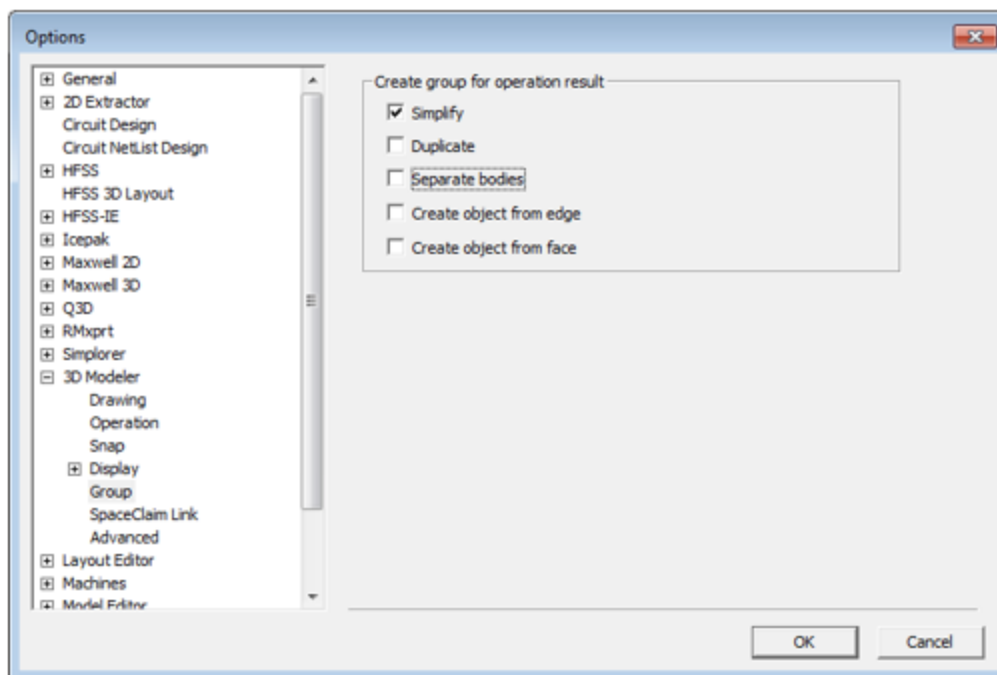 Options
General
2D Extractor
Circuit Design
Circuit NetList Design
HFSS
HFSS 3D Layout
HFSS-IE
Icepak
Maxwell 2D
Maxwell 3D
Q3D
RMxprt
Simplorer
3D Modeler
Drawing
Operation
Snap
Display
Group
SpaceClaim Link
Advanced
Layout Editor
Machines
Model Editor
Create group for operation result
Simplify
Duplicate
Separate bodies
Create object from edge
Create object from face
OK
Cancel